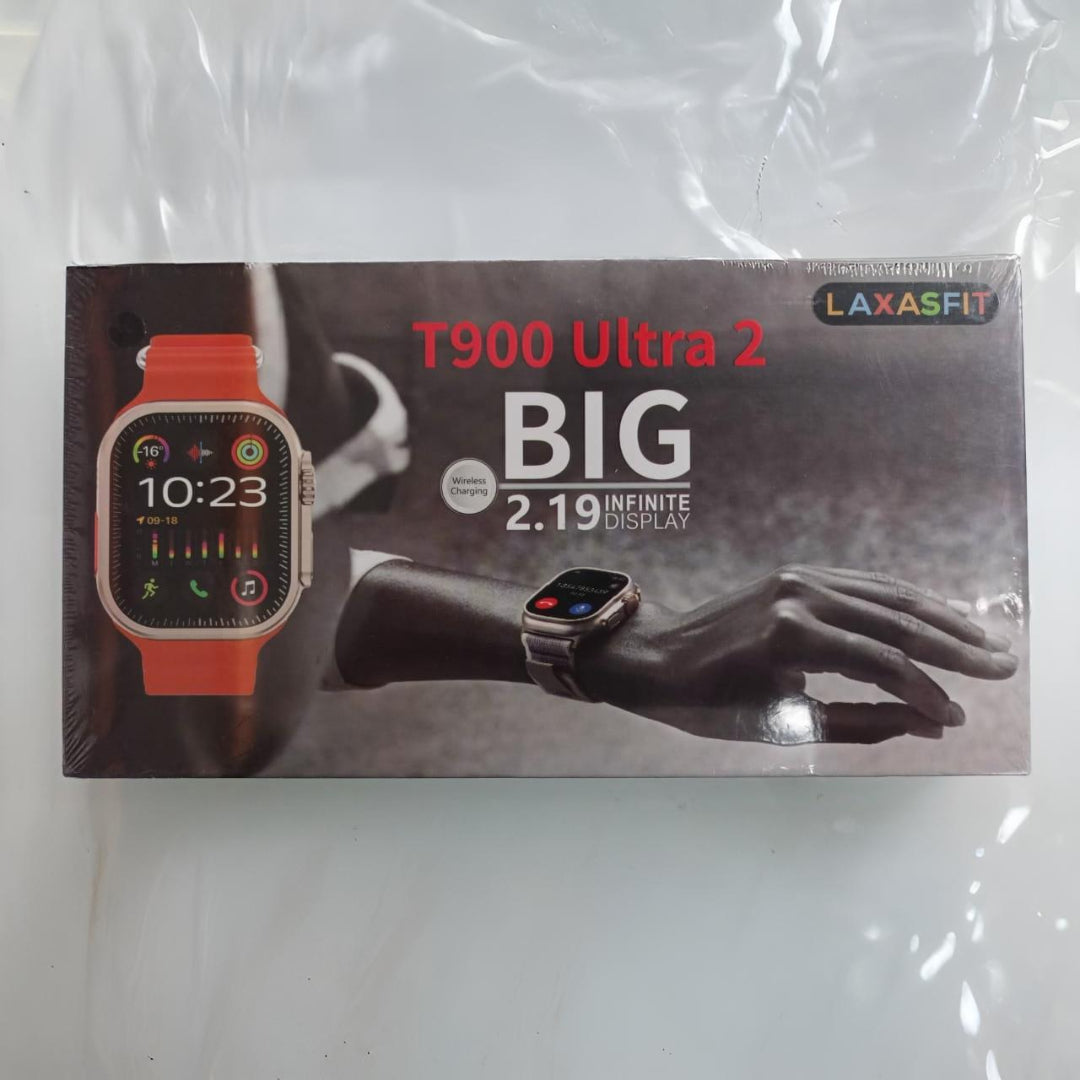 LAXASFIT
T900 Ultra 2
BIG
Wireless
Charging
2.19 INFINITE
DISPLAY
-16°
10:23
09-18